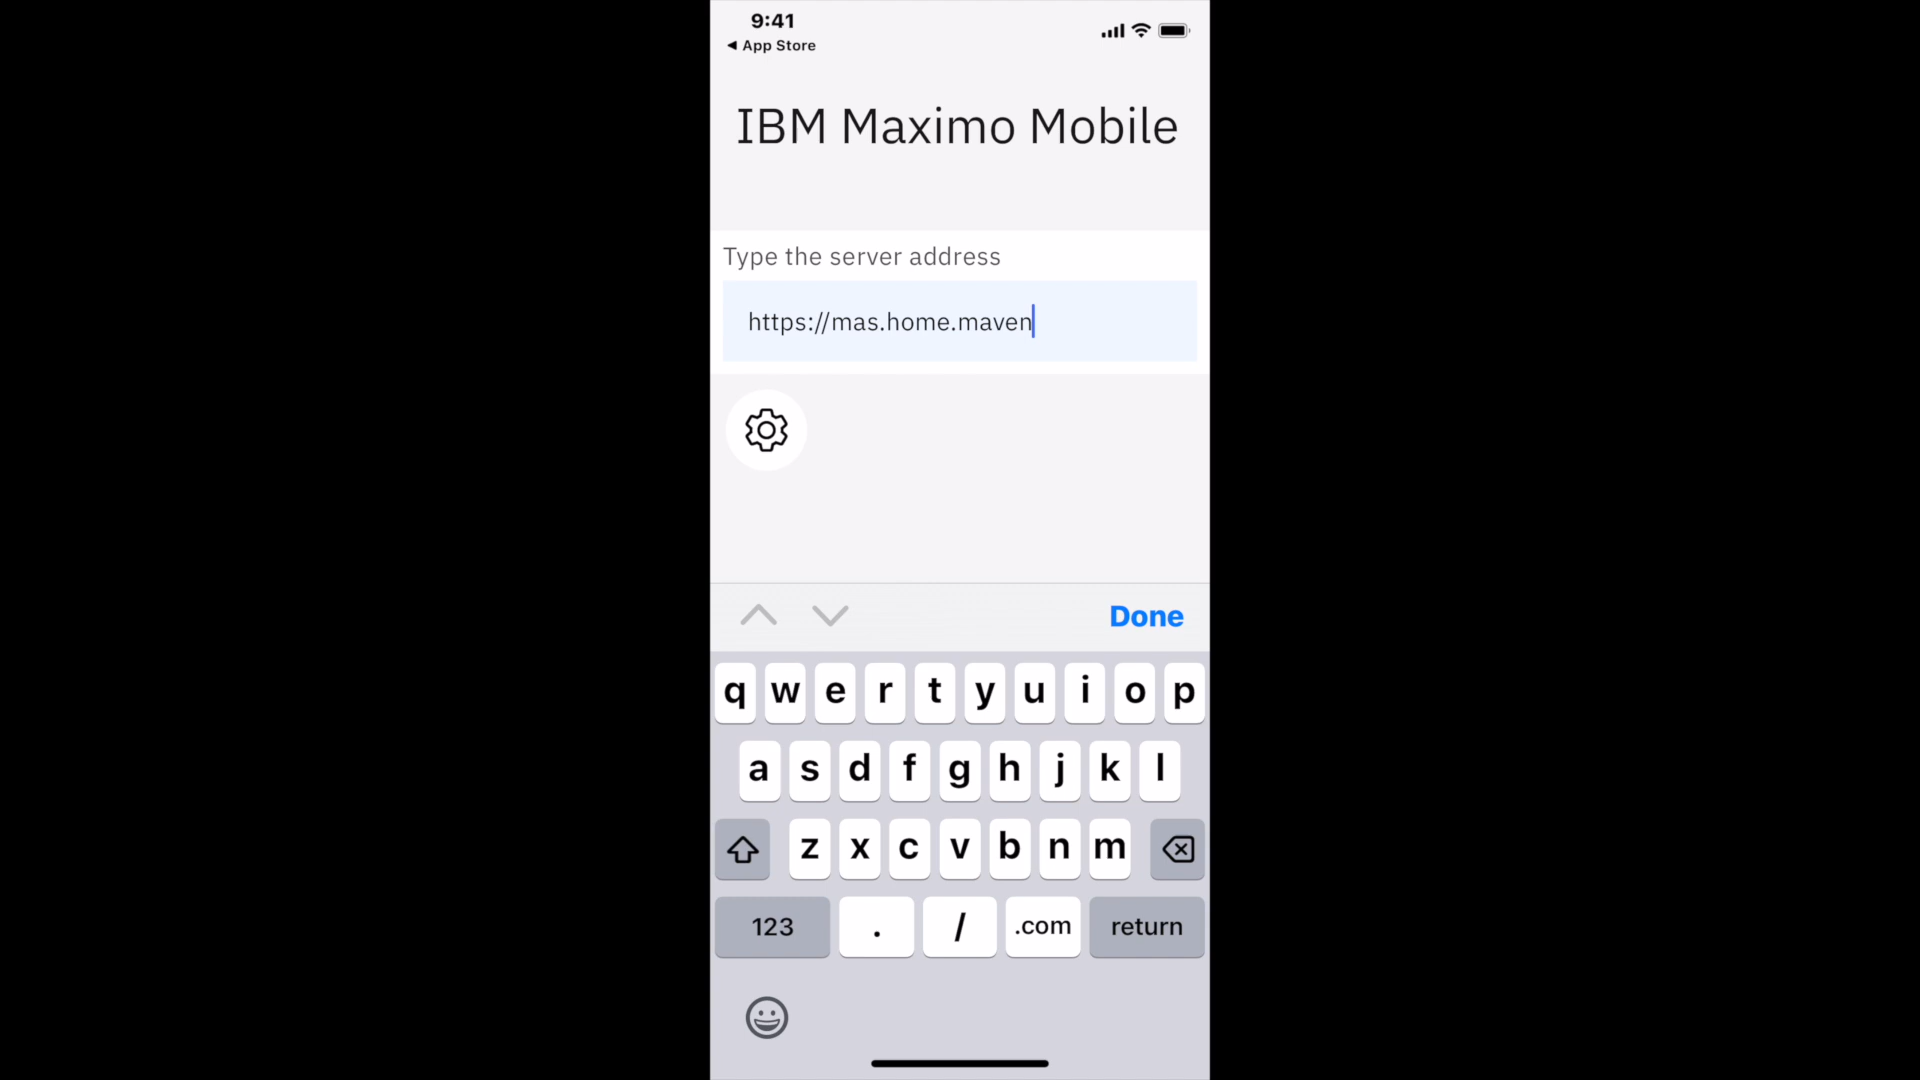 9:41
◀ App Store
IBM Maximo Mobile
Type the server address
https://mas.home.maven
Done
q w e r t y u i o p
a s d f g h j k l
z x c v b n m
123 . / .com return